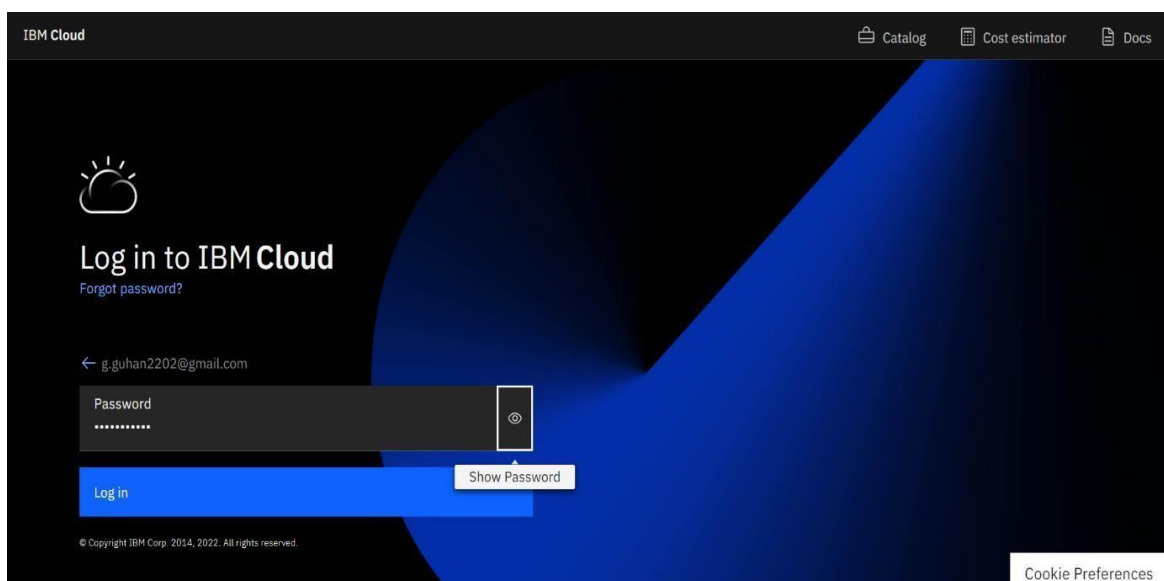 IBM Cloud
Catalog
Cost estimator
Docs
Log in to IBM Cloud
Forgot password?
← g.guhan2202@gmail.com
Password
•••••••••••
Show Password
Log in
© Copyright IBM Corp. 2014, 2022. All rights reserved.
Cookie Preferences